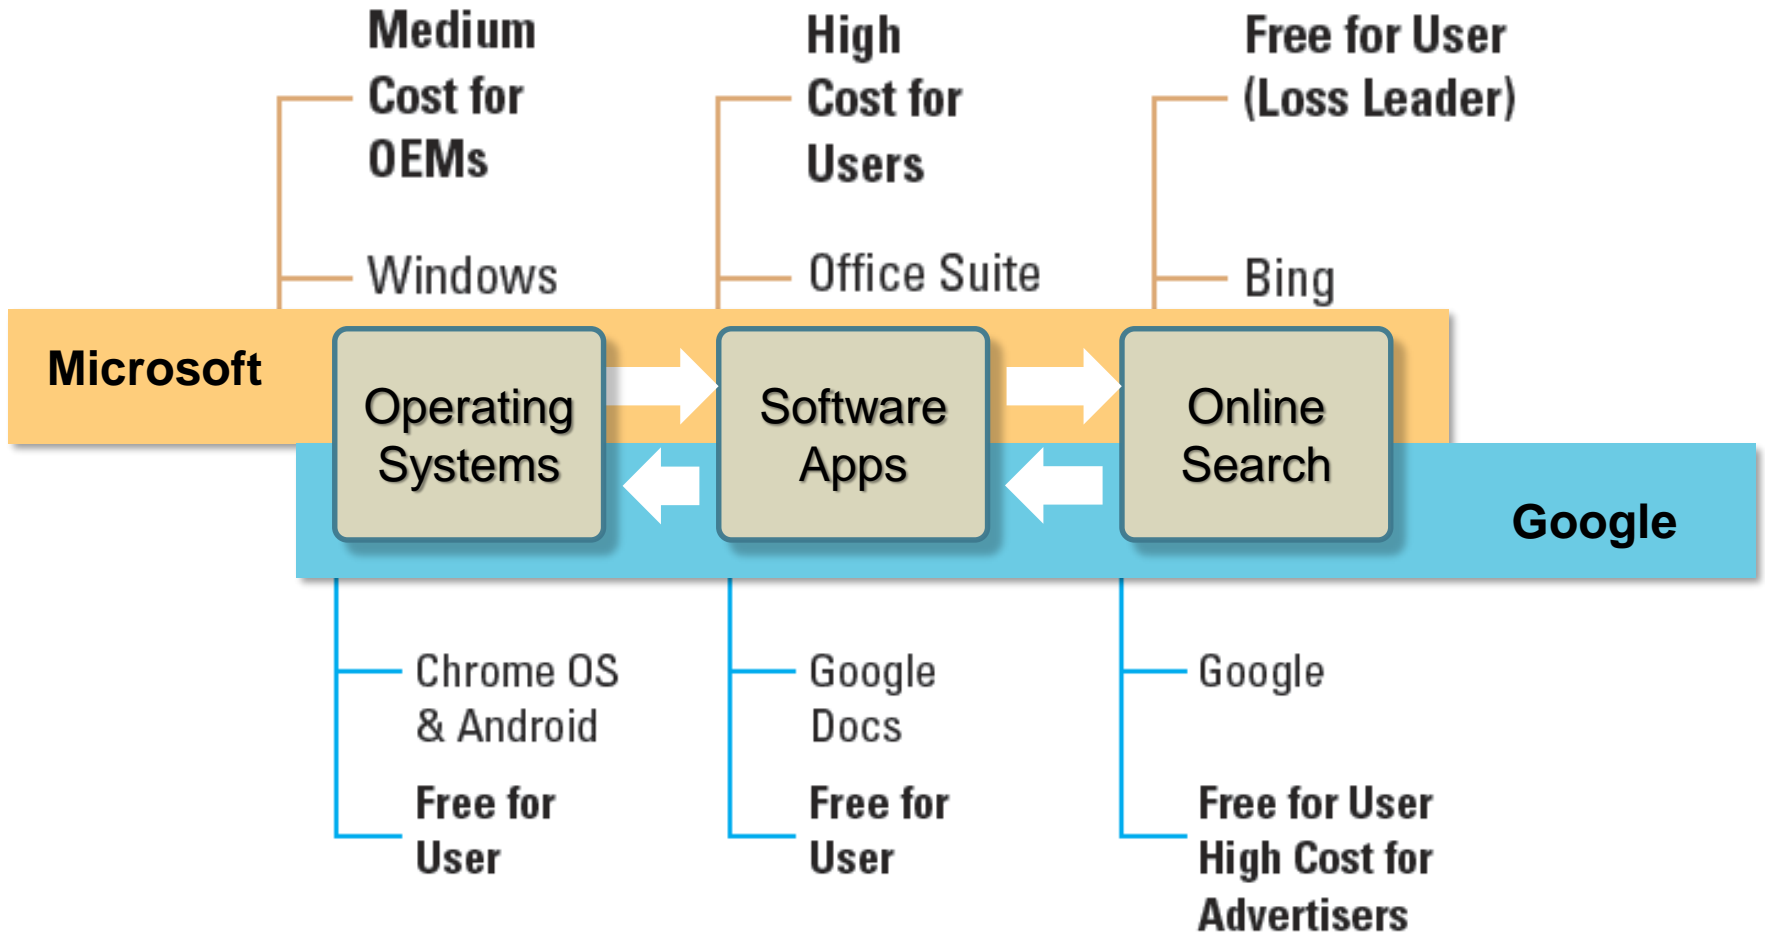 Medium
Cost for
OEMs
High
Cost for
Users
Free for User
(Loss Leader)
Windows
Office Suite
Bing
Microsoft
Operating
Systems
Software
Apps
Online
Search
Google
Chrome OS
& Android
Google
Docs
Google
Free for
User
Free for
User
Free for User
High Cost for
Advertisers